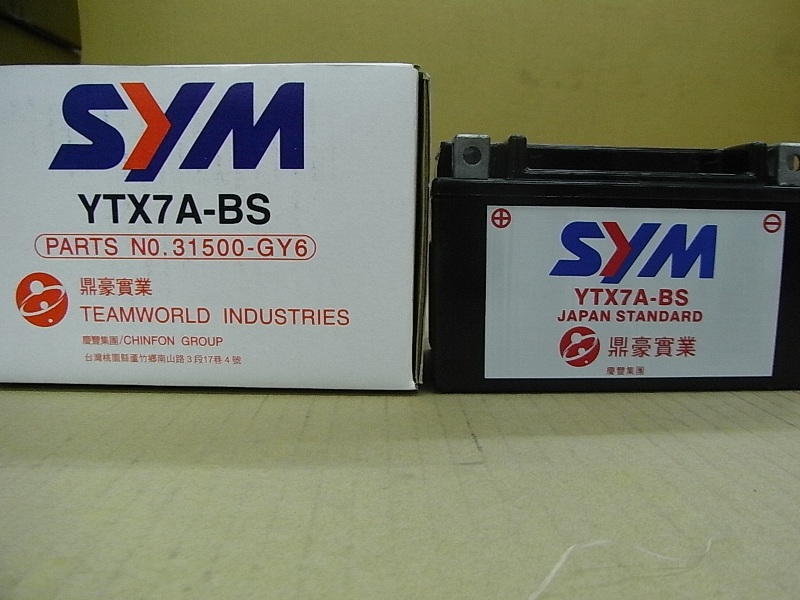 SYM
YTX7A-BS
PARTS NO.31500-GY6
鼎豪實業
TEAMWORLD INDUSTRIES
慶豐集團/CHINFON GROUP
台灣桃園縣蘆竹鄉南山路3段17巷4號
SYM
YTX7A-BS
JAPAN STANDARD
鼎豪實業
慶豐集團